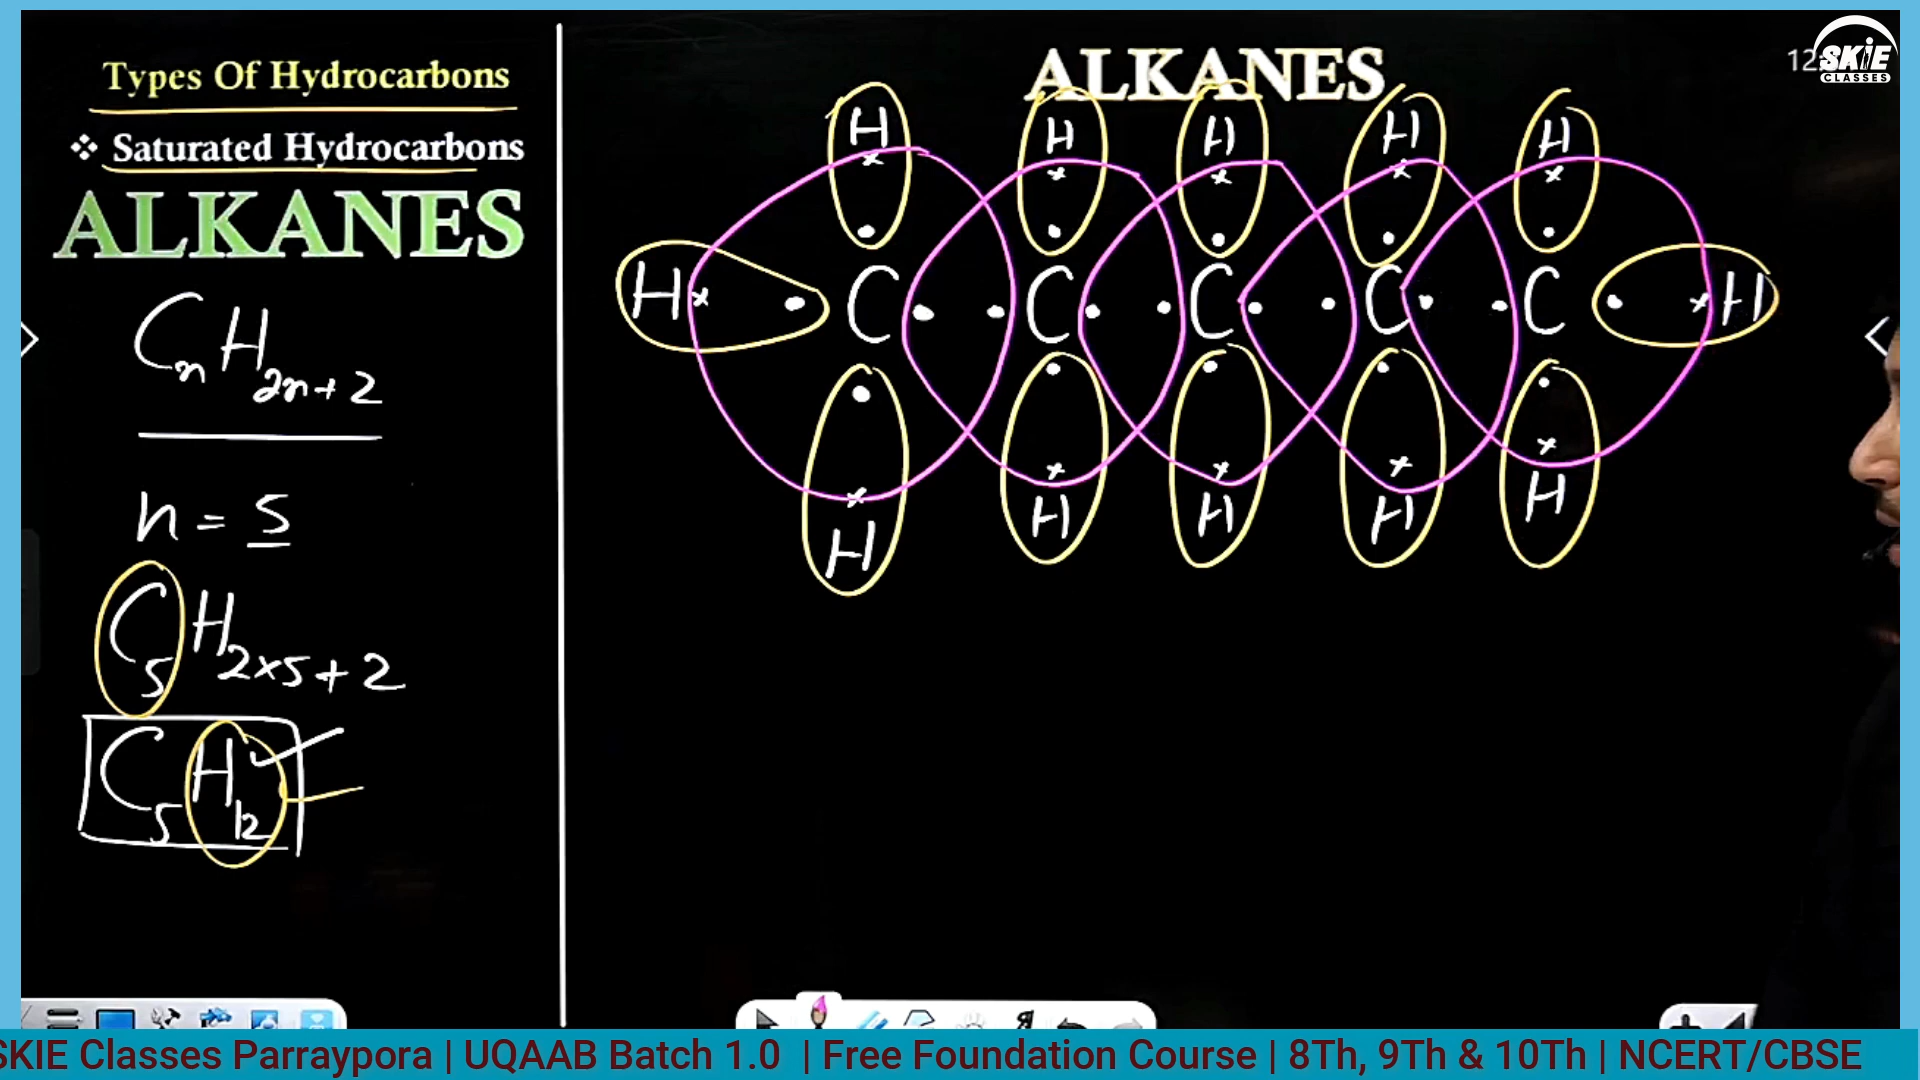 Types Of Hydrocarbons
❖ Saturated Hydrocarbons
ALKANES
CnH2n+2
n = 5
C5H2×5+2
C5H12
ALKANES
12
SKiE
CLASSES
H H H H H
× × × × ×
H× C C C C C ×H
× × × × ×
H H H H H
SKIE Classes Parraypora | UQAAB Batch 1.0 | Free Foundation Course | 8Th, 9Th & 10Th | NCERT/CBSE